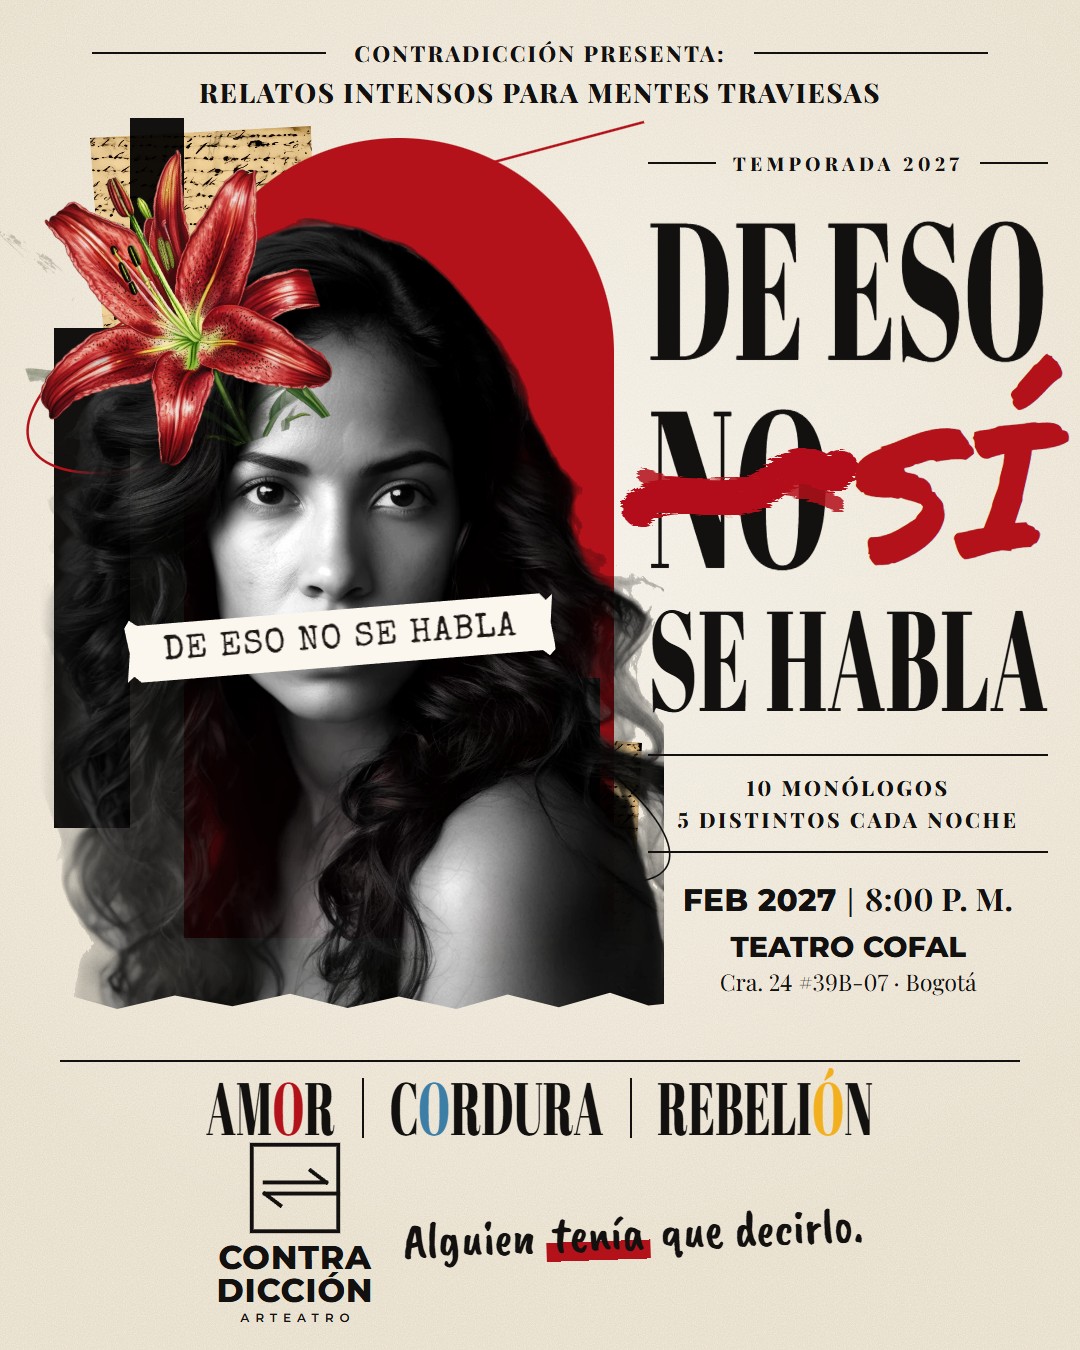 CONTRADICCIÓN PRESENTA:
RELATOS INTENSOS PARA MENTES TRAVIESAS
TEMPORADA 2027
DE ESO
NO SÍ
SE HABLA
DE ESO NO SE HABLA
10 MONÓLOGOS
5 DISTINTOS CADA NOCHE
FEB 2027 | 8:00 P. M.
TEATRO COFAL
Cra. 24 #39B-07 · Bogotá
AMOR | CORDURA | REBELIÓN
CONTRA
DICCIÓN
ARTEATRO
Alguien tenía que decirlo.